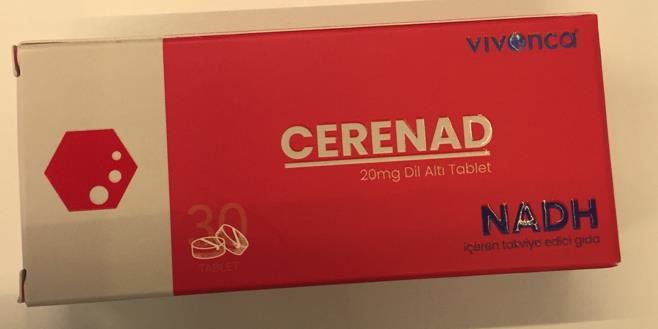 vivonca
CERENAD
20mg Dil Altı Tablet
NADH
içeren takviye edici gıda
30
TABLET